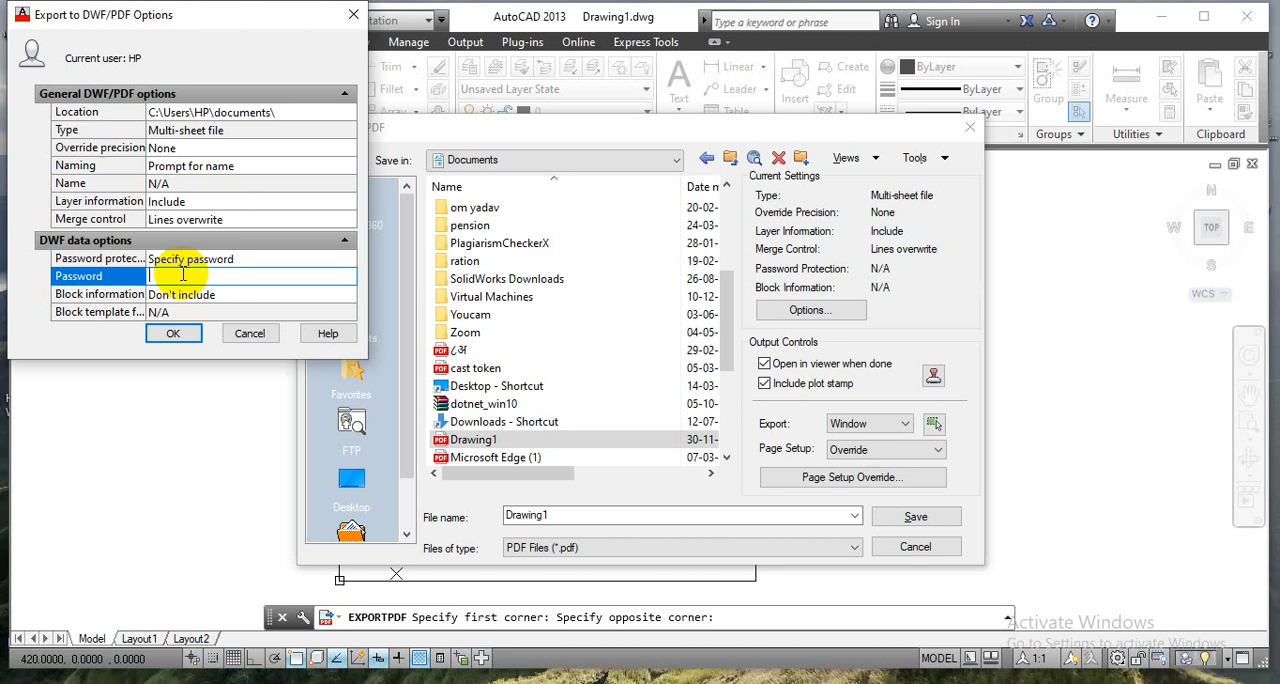 Export to DWF/PDF Options
Current user: HP
General DWF/PDF options
Location C:\Users\HP\documents\
Type Multi-sheet file
Override precision None
Naming Prompt for name
Name N/A
Layer information Include
Merge control Lines overwrite
DWF data options
Password protec... Specify password
Password
Block information Don't include
Block template f... N/A
OK Cancel Help
AutoCAD 2013 Drawing1.dwg
Type a keyword or phrase
Sign In
Manage Output Plug-ins Online Express Tools
Trim
Fillet
Array
Unsaved Layer State
Text
Linear
Leader
Table
Insert
Create
Edit
ByLayer
ByLayer
ByLayer
Group
Measure
Paste
Groups
Utilities
Clipboard
PDF
Save in: Documents
Views Tools
Name Date m
om yadav 20-02-
pension 24-03-
PlagiarismCheckerX 28-01-
ration 19-02-
SolidWorks Downloads 26-08-
Virtual Machines 10-12-
Youcam 03-06-
Zoom 04-05-
29-02-
cast token 05-03-
Desktop - Shortcut 14-03-
dotnet_win10 05-10-
Downloads - Shortcut 12-07-
Drawing1 30-11-
Microsoft Edge (1) 07-03-
360
Favorites
FTP
Desktop
Current Settings
Type: Multi-sheet file
Override Precision: None
Layer Information: Include
Merge Control: Lines overwrite
Password Protection: N/A
Block Information: N/A
Options...
Output Controls
Open in viewer when done
Include plot stamp
Export: Window
Page Setup: Override
Page Setup Override...
File name: Drawing1
Save
Files of type: PDF Files (*.pdf)
Cancel
N
W TOP E
S
WCS
EXPORTPDF Specify first corner: Specify opposite corner:
Activate Windows
Go to Settings to activate Windows.
Model Layout1 Layout2
420.0000, 0.0000 , 0.0000
MODEL
1:1